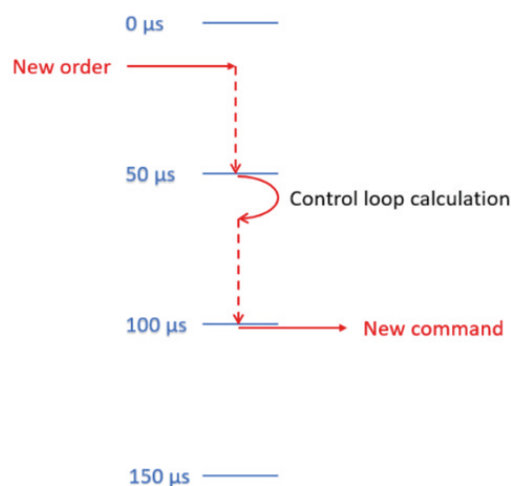 0 µs
New order
50 µs
Control loop calculation
100 µs
New command
150 µs